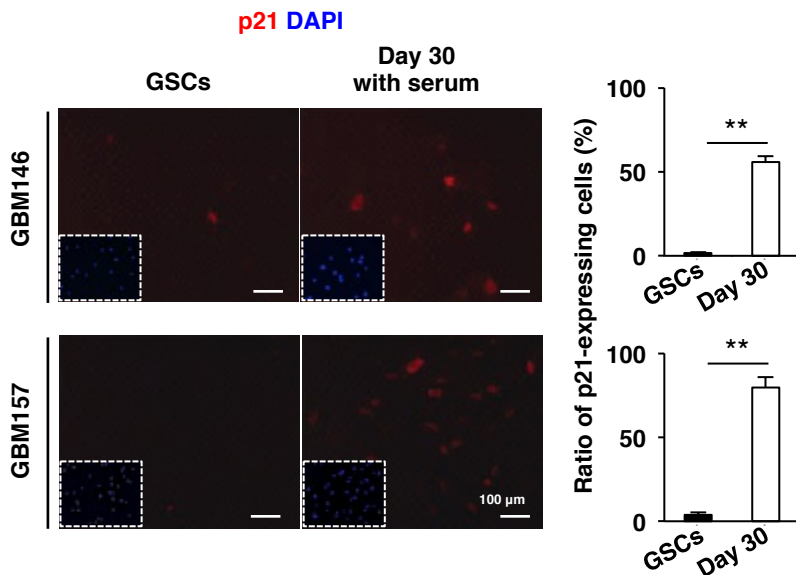 p21 DAPI
GSCs
Day 30
with serum
GBM146
GBM157
100 µm
Ratio of p21-expressing cells (%)
100
**
50
0
GSCs
Day 30
100
**
50
0
GSCs
Day 30